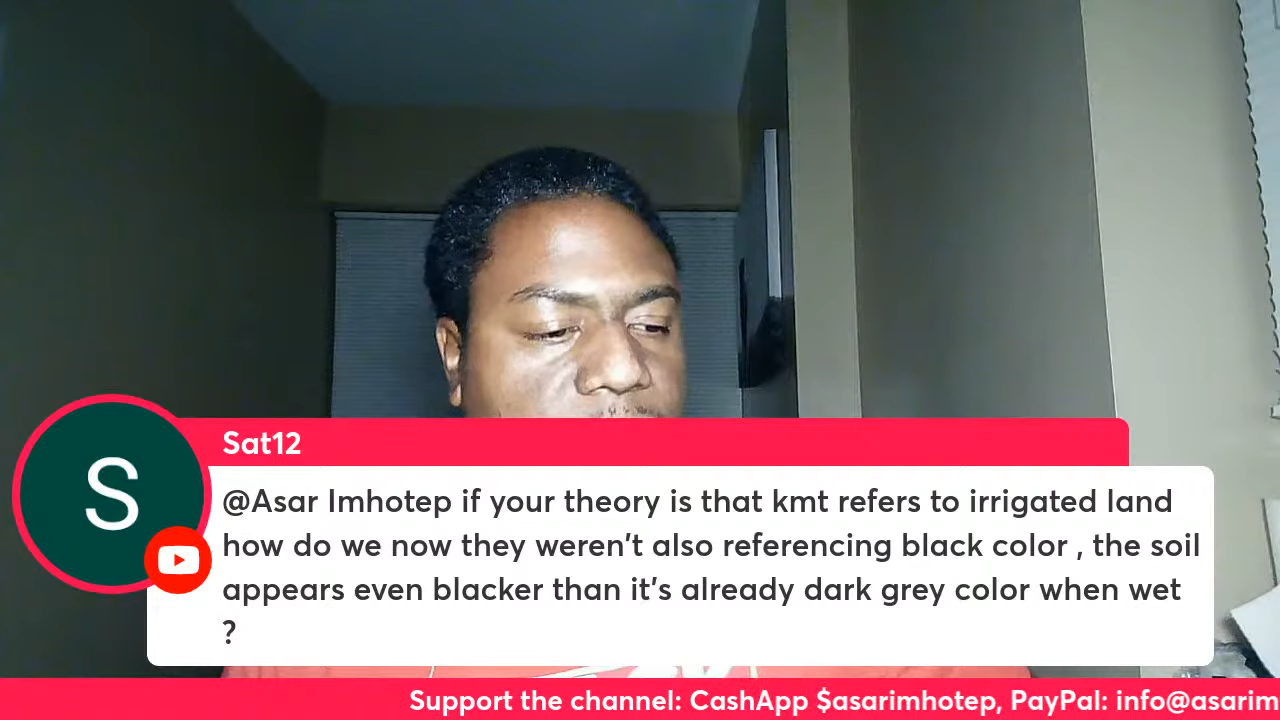 S
Sat12
@Asar Imhotep if your theory is that kmt refers to irrigated land
how do we now they weren't also referencing black color , the soil
appears even blacker than it's already dark grey color when wet
?
Support the channel: CashApp $asarimhotep, PayPal: info@asarim